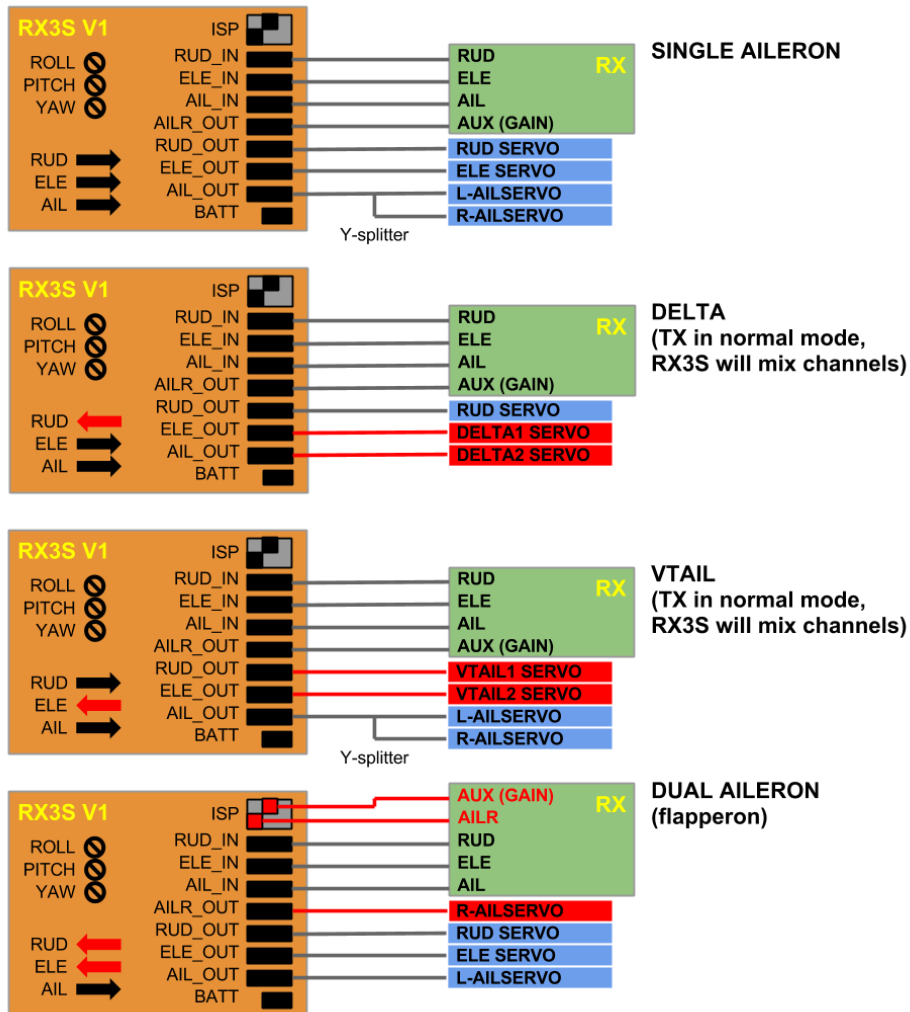 RX3S V1
ISP
ROLL
PITCH
YAW
RUD
ELE
AIL
RUD_IN
ELE_IN
AIL_IN
AILR_OUT
RUD_OUT
ELE_OUT
AIL_OUT
BATT
Y-splitter
RUD
ELE
AIL
AUX (GAIN)
RX
RUD SERVO
ELE SERVO
L-AILSERVO
R-AILSERVO
SINGLE AILERON
RX3S V1
ISP
ROLL
PITCH
YAW
RUD
ELE
AIL
RUD_IN
ELE_IN
AIL_IN
AILR_OUT
RUD_OUT
ELE_OUT
AIL_OUT
BATT
RUD
ELE
AIL
AUX (GAIN)
RX
RUD SERVO
DELTA1 SERVO
DELTA2 SERVO
DELTA
(TX in normal mode,
RX3S will mix channels)
RX3S V1
ISP
ROLL
PITCH
YAW
RUD
ELE
AIL
RUD_IN
ELE_IN
AIL_IN
AILR_OUT
RUD_OUT
ELE_OUT
AIL_OUT
BATT
Y-splitter
RUD
ELE
AIL
AUX (GAIN)
RX
VTAIL1 SERVO
VTAIL2 SERVO
L-AILSERVO
R-AILSERVO
VTAIL
(TX in normal mode,
RX3S will mix channels)
RX3S V1
ISP
ROLL
PITCH
YAW
RUD
ELE
AIL
RUD_IN
ELE_IN
AIL_IN
AILR_OUT
RUD_OUT
ELE_OUT
AIL_OUT
BATT
AUX (GAIN)
AILR
RUD
ELE
AIL
RX
R-AILSERVO
RUD SERVO
ELE SERVO
L-AILSERVO
DUAL AILERON
(flapperon)